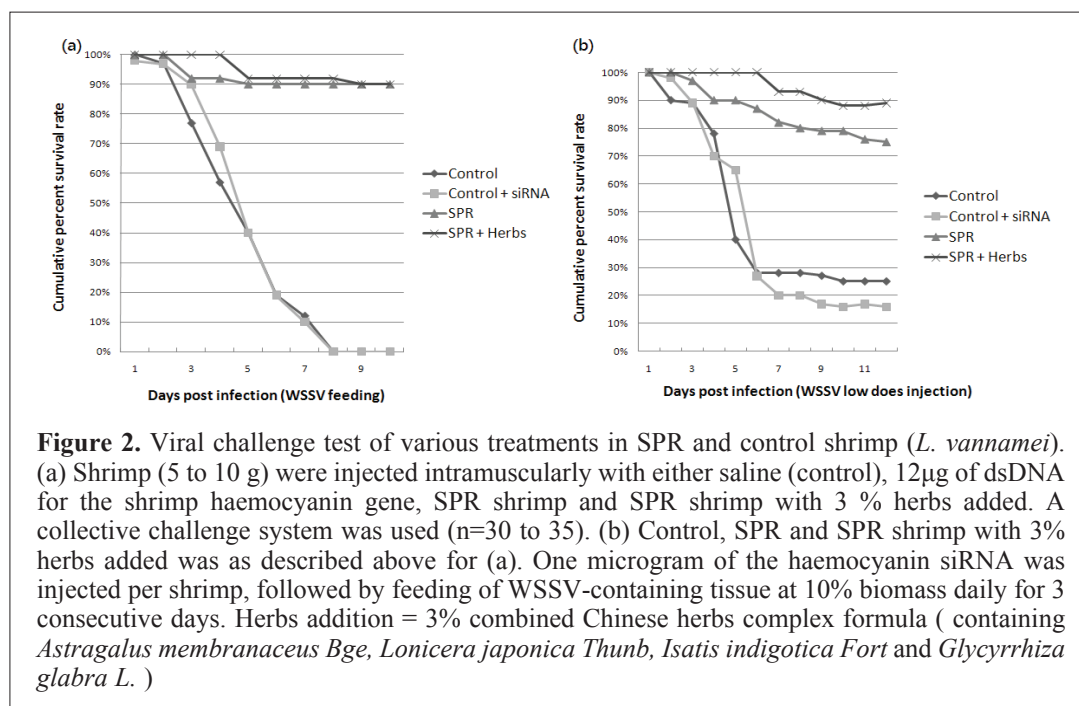 (a)
100%
90%
80%
70%
60%
50%
40%
30%
20%
10%
0%
Cumulative percent survival rate
1 3 5 7 9
Days post infection (WSSV feeding)
Control
Control + siRNA
SPR
SPR + Herbs
(b)
100%
90%
80%
70%
60%
50%
40%
30%
20%
10%
0%
Cumulative percent survival rate
1 3 5 7 9 11
Days post infection (WSSV low does injection)
Control
Control + siRNA
SPR
SPR + Herbs
Figure 2. Viral challenge test of various treatments in SPR and control shrimp (L. vannamei).
(a) Shrimp (5 to 10 g) were injected intramuscularly with either saline (control), 12μg of dsDNA
for the shrimp haemocyanin gene, SPR shrimp and SPR shrimp with 3 % herbs added. A
collective challenge system was used (n=30 to 35). (b) Control, SPR and SPR shrimp with 3%
herbs added was as described above for (a). One microgram of the haemocyanin siRNA was
injected per shrimp, followed by feeding of WSSV-containing tissue at 10% biomass daily for 3
consecutive days. Herbs addition = 3% combined Chinese herbs complex formula ( containing
Astragalus membranaceus Bge, Lonicera japonica Thunb, Isatis indigotica Fort and Glycyrrhiza
glabra L. )